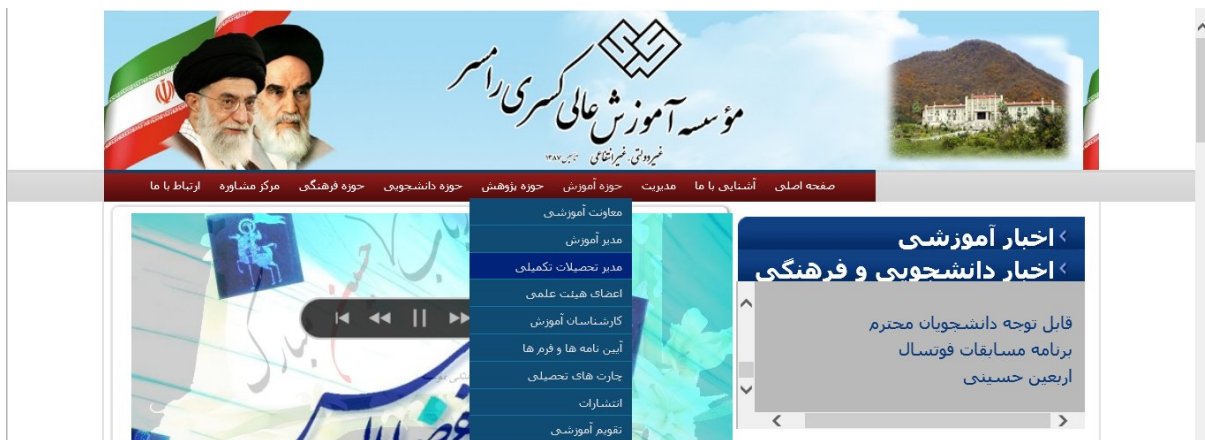 مؤسسه آموزش عالی کسری رامسر
غیردولتی. غیرانتفاعی تاسیس ۱۳۸۷
صفحه اصلی آشنایی با ما مدیریت حوزه آموزش حوزه پژوهش حوزه دانشجویی حوزه فرهنگی مرکز مشاوره ارتباط با ما
معاونت آموزشی
مدیر آموزش
مدیر تحصیلات تکمیلی
اعضای هیئت علمی
کارشناسان آموزش
آیین نامه ها و فرم ها
چارت های تحصیلی
انتشارات
تقویم آموزشی
اخبار آموزشی
اخبار دانشجویی و فرهنگی
قابل توجه دانشجویان محترم
برنامه مسابقات فوتسال
اربعین حسینی